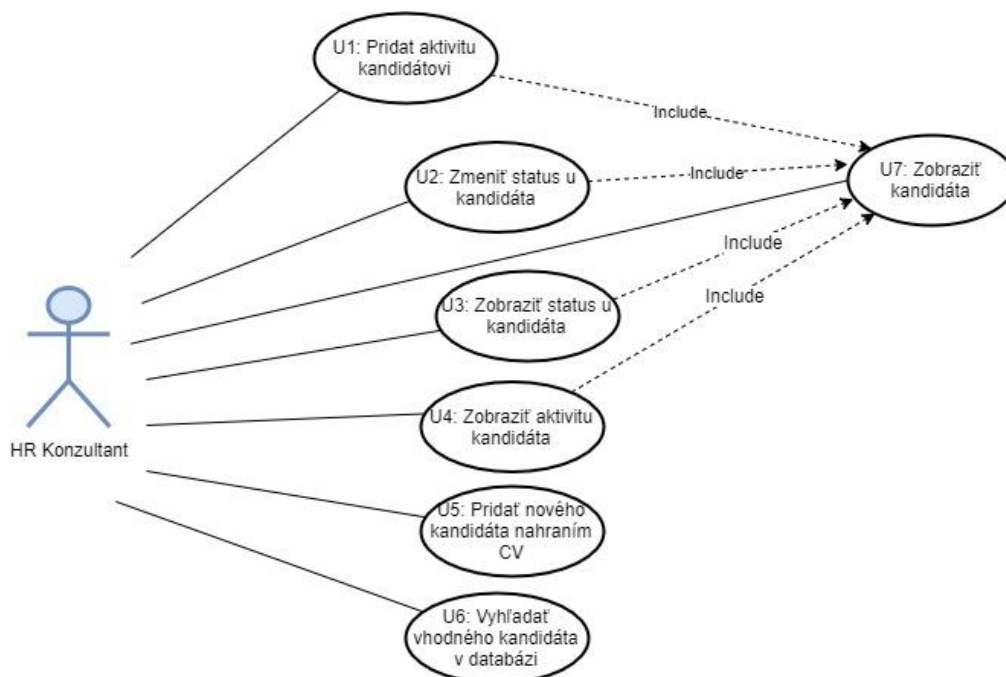 U1: Pridat aktivitu
kandidátovi
Include
U2: Zmeniť status u
kandidáta
Include
U7: Zobraziť
kandidáta
Include
U3: Zobraziť status u
kandidáta
Include
U4: Zobraziť aktivitu
kandidáta
HR Konzultant
U5: Pridať nového
kandidáta nahraním
CV
U6: Vyhľadať
vhodného kandidáta
v databázi